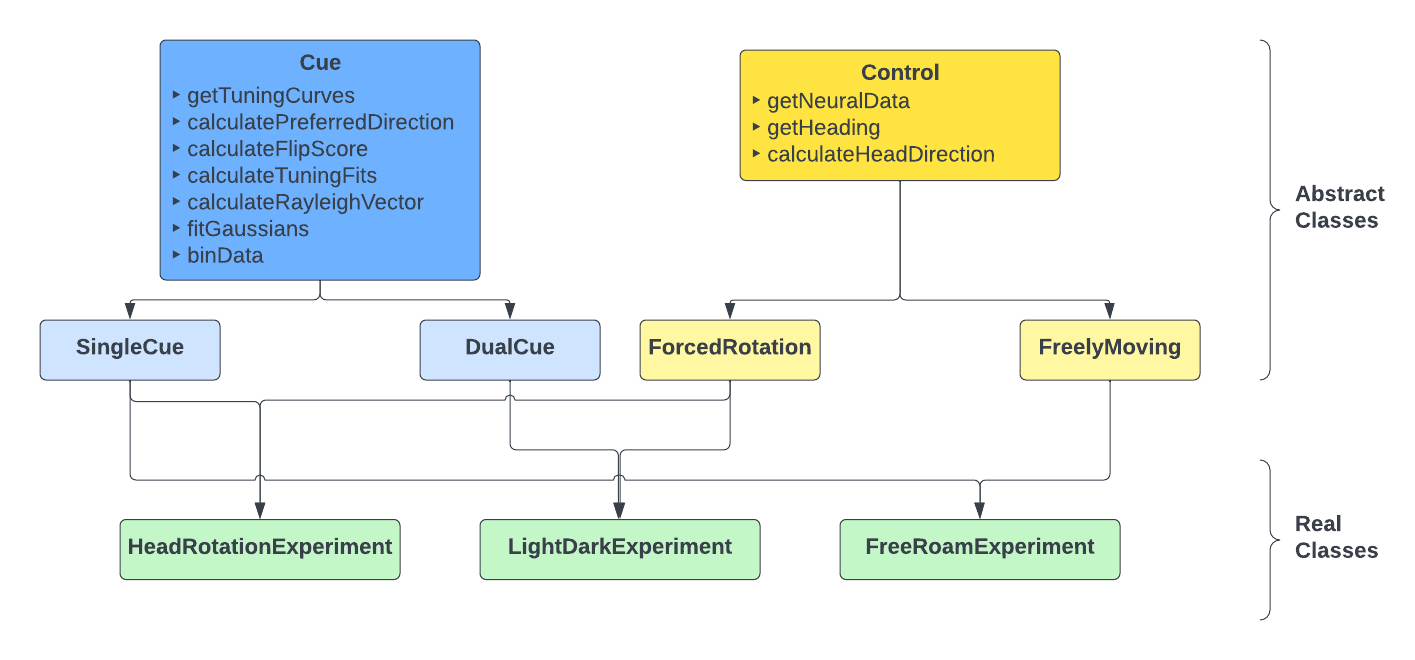 Cue
getTuningCurves
calculatePreferredDirection
calculateFlipScore
calculateTuningFits
calculateRayleighVector
fitGaussians
binData
Control
getNeuralData
getHeading
calculateHeadDirection
Abstract
Classes
SingleCue
DualCue
ForcedRotation
FreelyMoving
HeadRotationExperiment
LightDarkExperiment
FreeRoamExperiment
Real
Classes